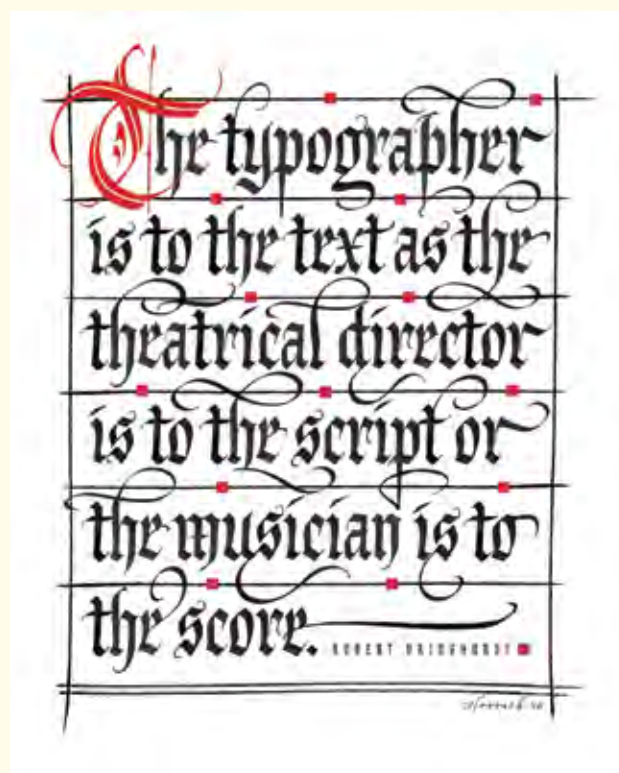 The typographer
is to the text as the
theatrical director
is to the script or
the musician is to
the score. ROBERT BRINGHURST